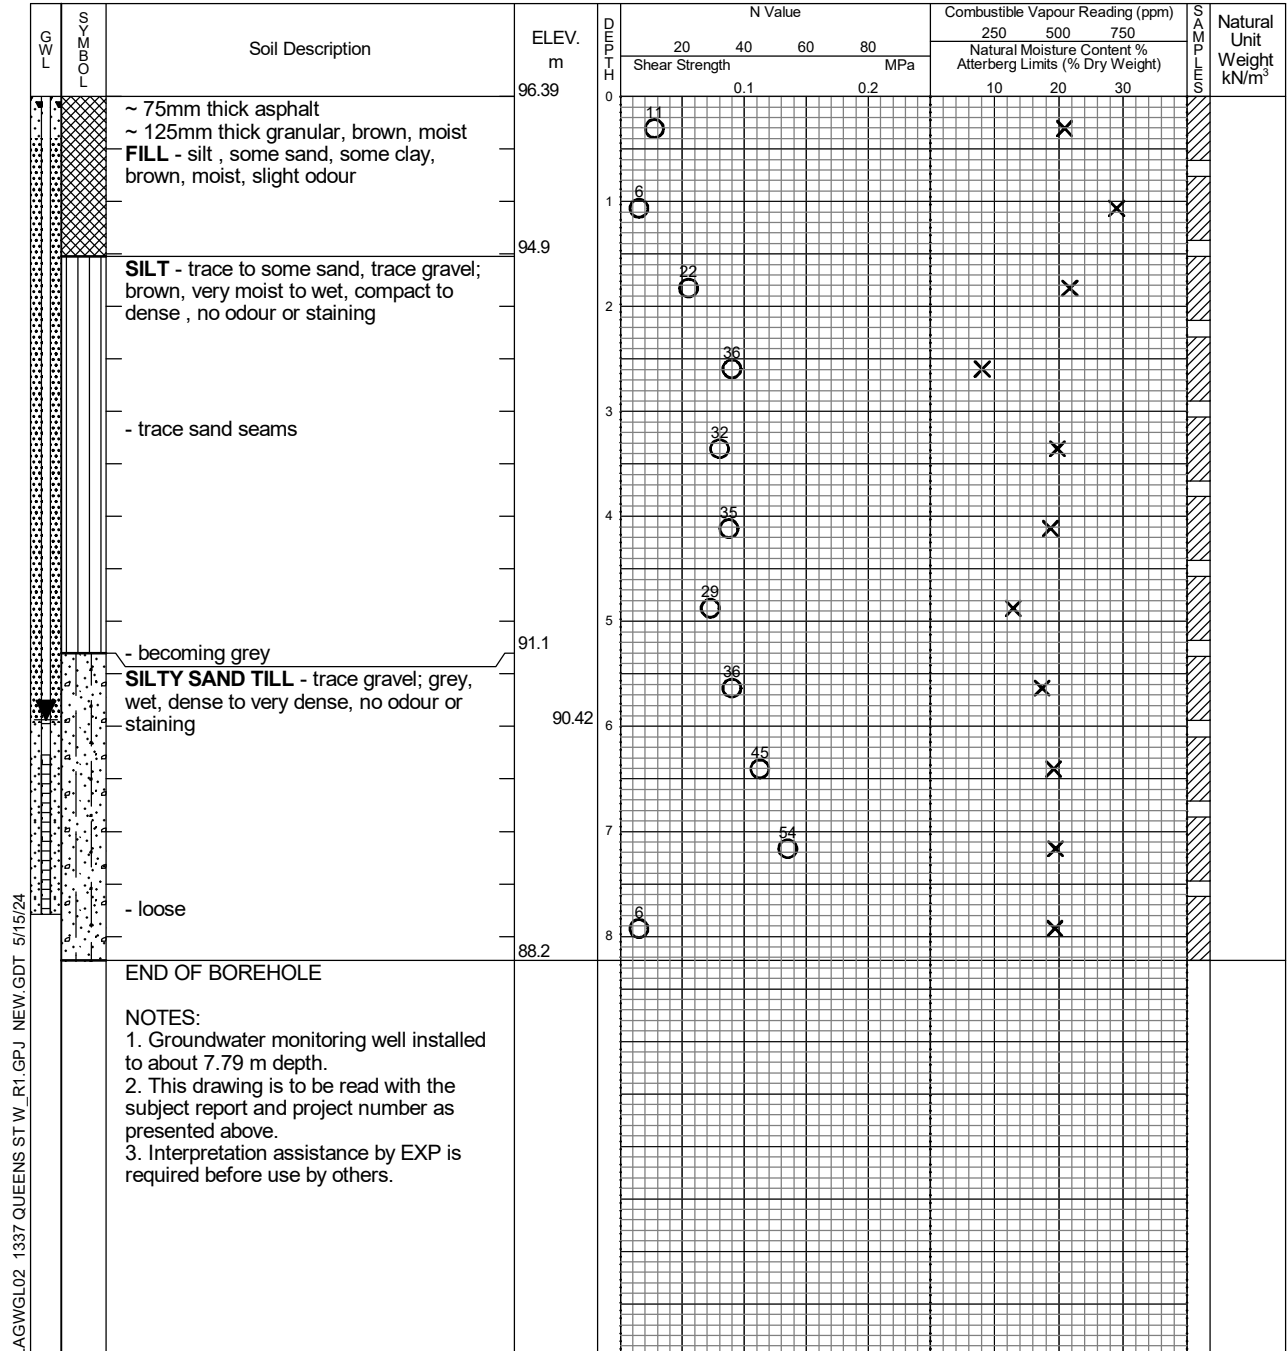 GWL
SYMBOL
Soil Description
ELEV.
m
DEPTH
N Value
20 40 60 80
Shear Strength MPa
0.1 0.2
Combustible Vapour Reading (ppm)
250 500 750
Natural Moisture Content %
Atterberg Limits (% Dry Weight)
10 20 30
SAMPLES
Natural
Unit
Weight
kN/m³
96.39
0
~ 75mm thick asphalt
~ 125mm thick granular, brown, moist
FILL - silt , some sand, some clay,
brown, moist, slight odour
11
6
1
94.9
SILT - trace to some sand, trace gravel;
brown, very moist to wet, compact to
dense , no odour or staining
22
2
36
3
- trace sand seams
32
4
35
29
5
91.1
- becoming grey
SILTY SAND TILL - trace gravel; grey,
wet, dense to very dense, no odour or
staining
36
90.42
6
45
7
54
- loose
6
8
88.2
END OF BOREHOLE
NOTES:
1. Groundwater monitoring well installed
to about 7.79 m depth.
2. This drawing is to be read with the
subject report and project number as
presented above.
3. Interpretation assistance by EXP is
required before use by others.
AGWGL02 1337 QUEENS ST W_R1.GPJ NEW.GDT 5/15/24